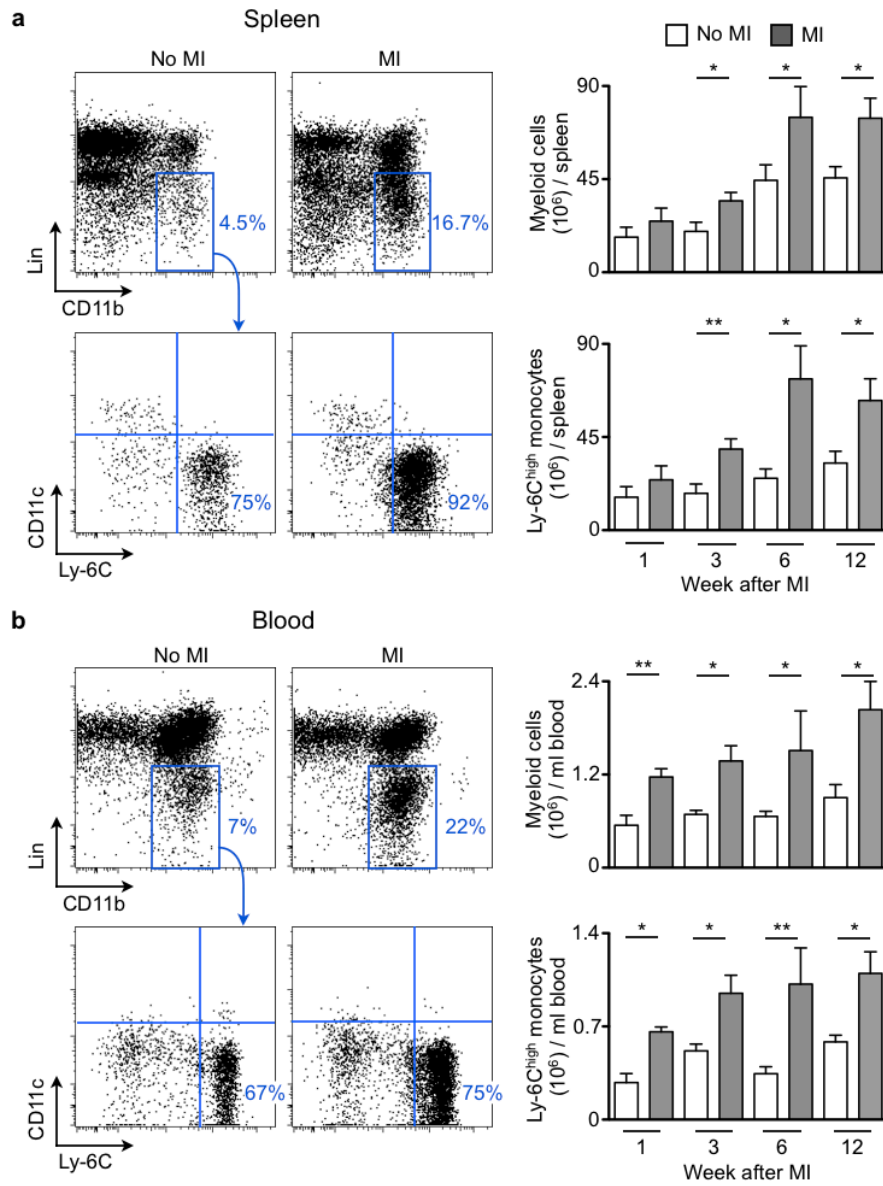 a
Spleen
No MI
MI
Lin
CD11b
4.5%
16.7%
CD11c
Ly-6C
75%
92%
No MI
MI
Myeloid cells
(10⁶) / spleen
90
45
0
*
*
*
Ly-6Cʰⁱᵍʰ monocytes
(10⁶) / spleen
90
45
0
**
*
*
1
3
6
12
Week after MI
b
Blood
No MI
MI
Lin
CD11b
7%
22%
CD11c
Ly-6C
67%
75%
Myeloid cells
(10⁶) / ml blood
2.4
1.2
0
**
*
*
*
Ly-6Cʰⁱᵍʰ monocytes
(10⁶) / ml blood
1.4
0.7
0
*
*
**
*
1
3
6
12
Week after MI